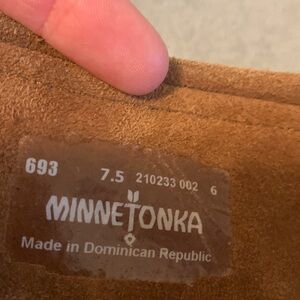 693 7.5 210233 002 6
MINNETONKA
Made in Dominican Republic